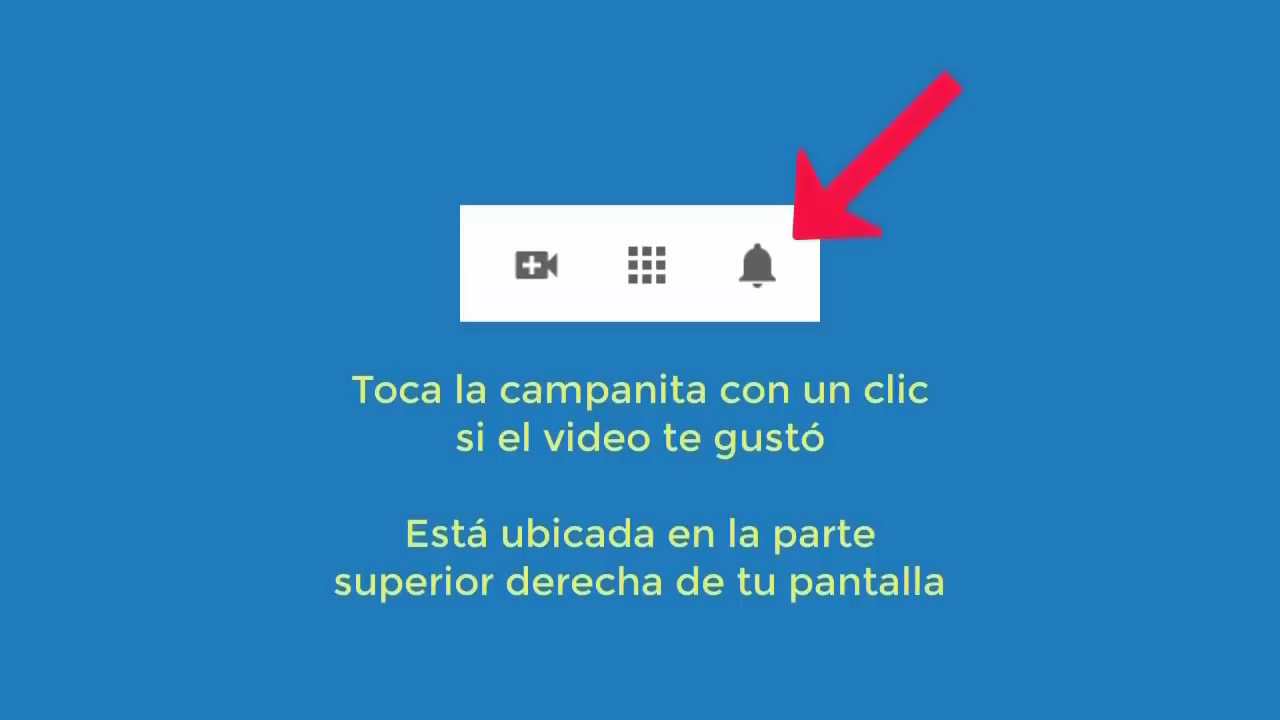 Toca la campanita con un clic
si el video te gustó
Está ubicada en la parte
superior derecha de tu pantalla